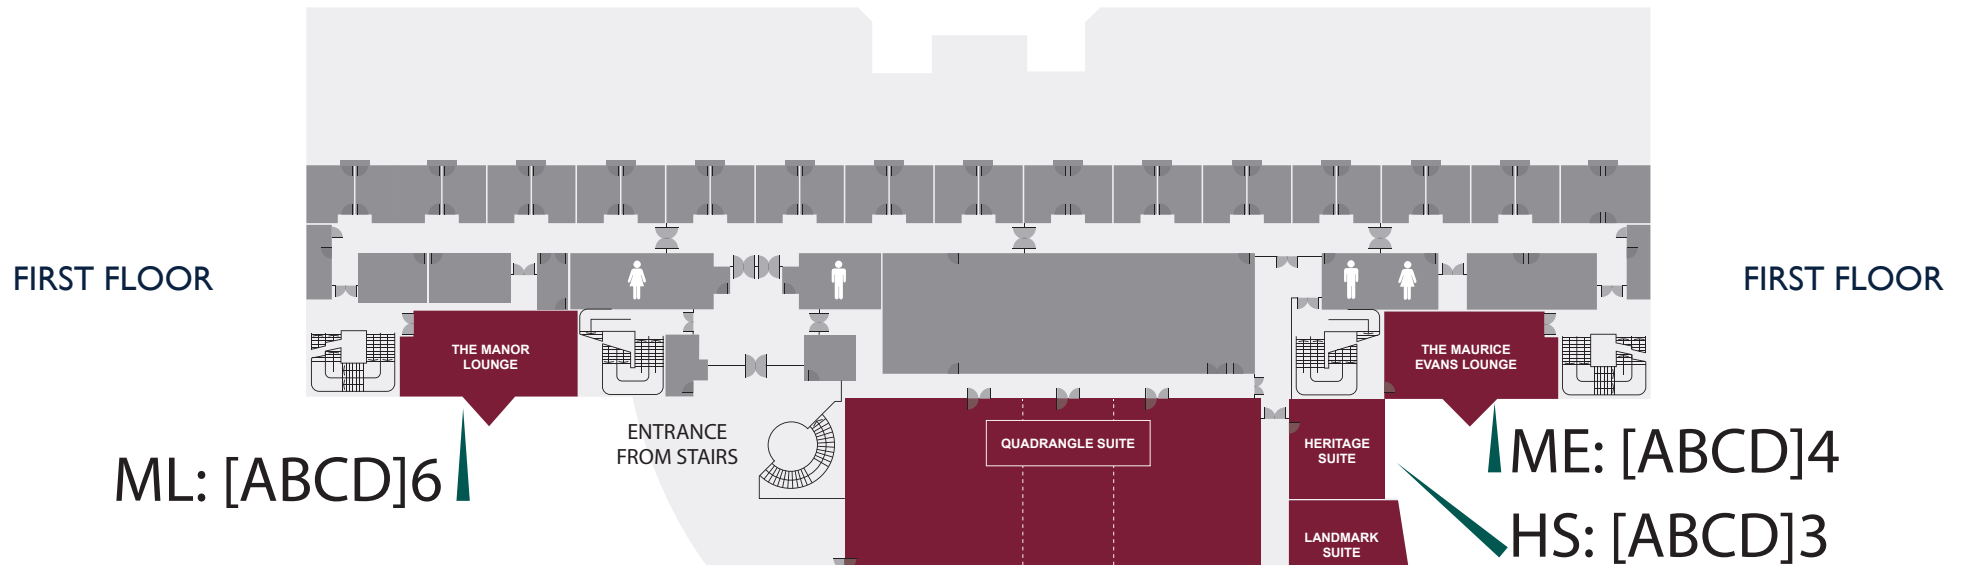 FIRST FLOOR
FIRST FLOOR
THE MANOR
LOUNGE
THE MAURICE
EVANS LOUNGE
ENTRANCE
FROM STAIRS
QUADRANGLE SUITE
HERITAGE
SUITE
ML: [ABCD]6
ME: [ABCD]4
LANDMARK
SUITE
HS: [ABCD]3